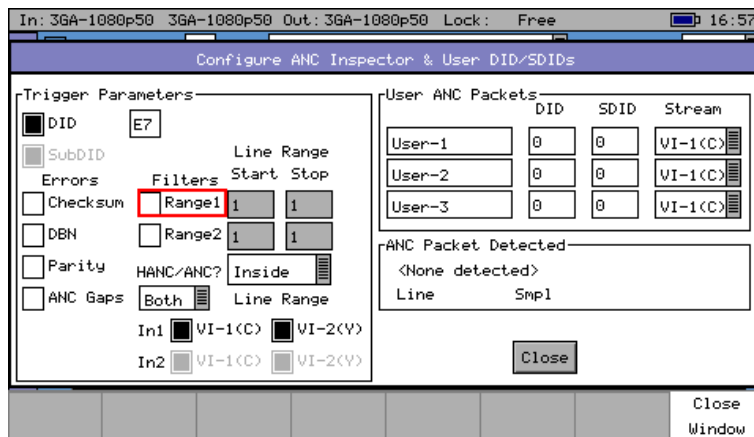 In: 3GA-1080p50 3GA-1080p50 Out: 3GA-1080p50 Lock: Free 16:57
Configure ANC Inspector & User DID/SDIDs
Trigger Parameters
DID E7
SubDID
Line Range
Errors Filters Start Stop
Checksum Range1 1 1
DBN Range2 1 1
Parity HANC/ANC? Inside
ANC Gaps Both Line Range
In1 VI-1(C) VI-2(Y)
In2 VI-1(C) VI-2(Y)
User ANC Packets
DID SDID Stream
User-1 0 0 VI-1(C)
User-2 0 0 VI-1(C)
User-3 0 0 VI-1(C)
ANC Packet Detected
<None detected>
Line Smpl
Close
Close
Window